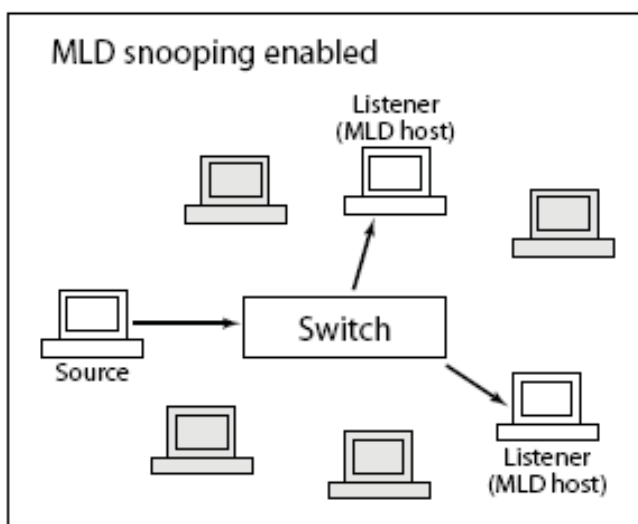 MLD snooping enabled
Listener
(MLD host)
Switch
Source
Listener
(MLD host)